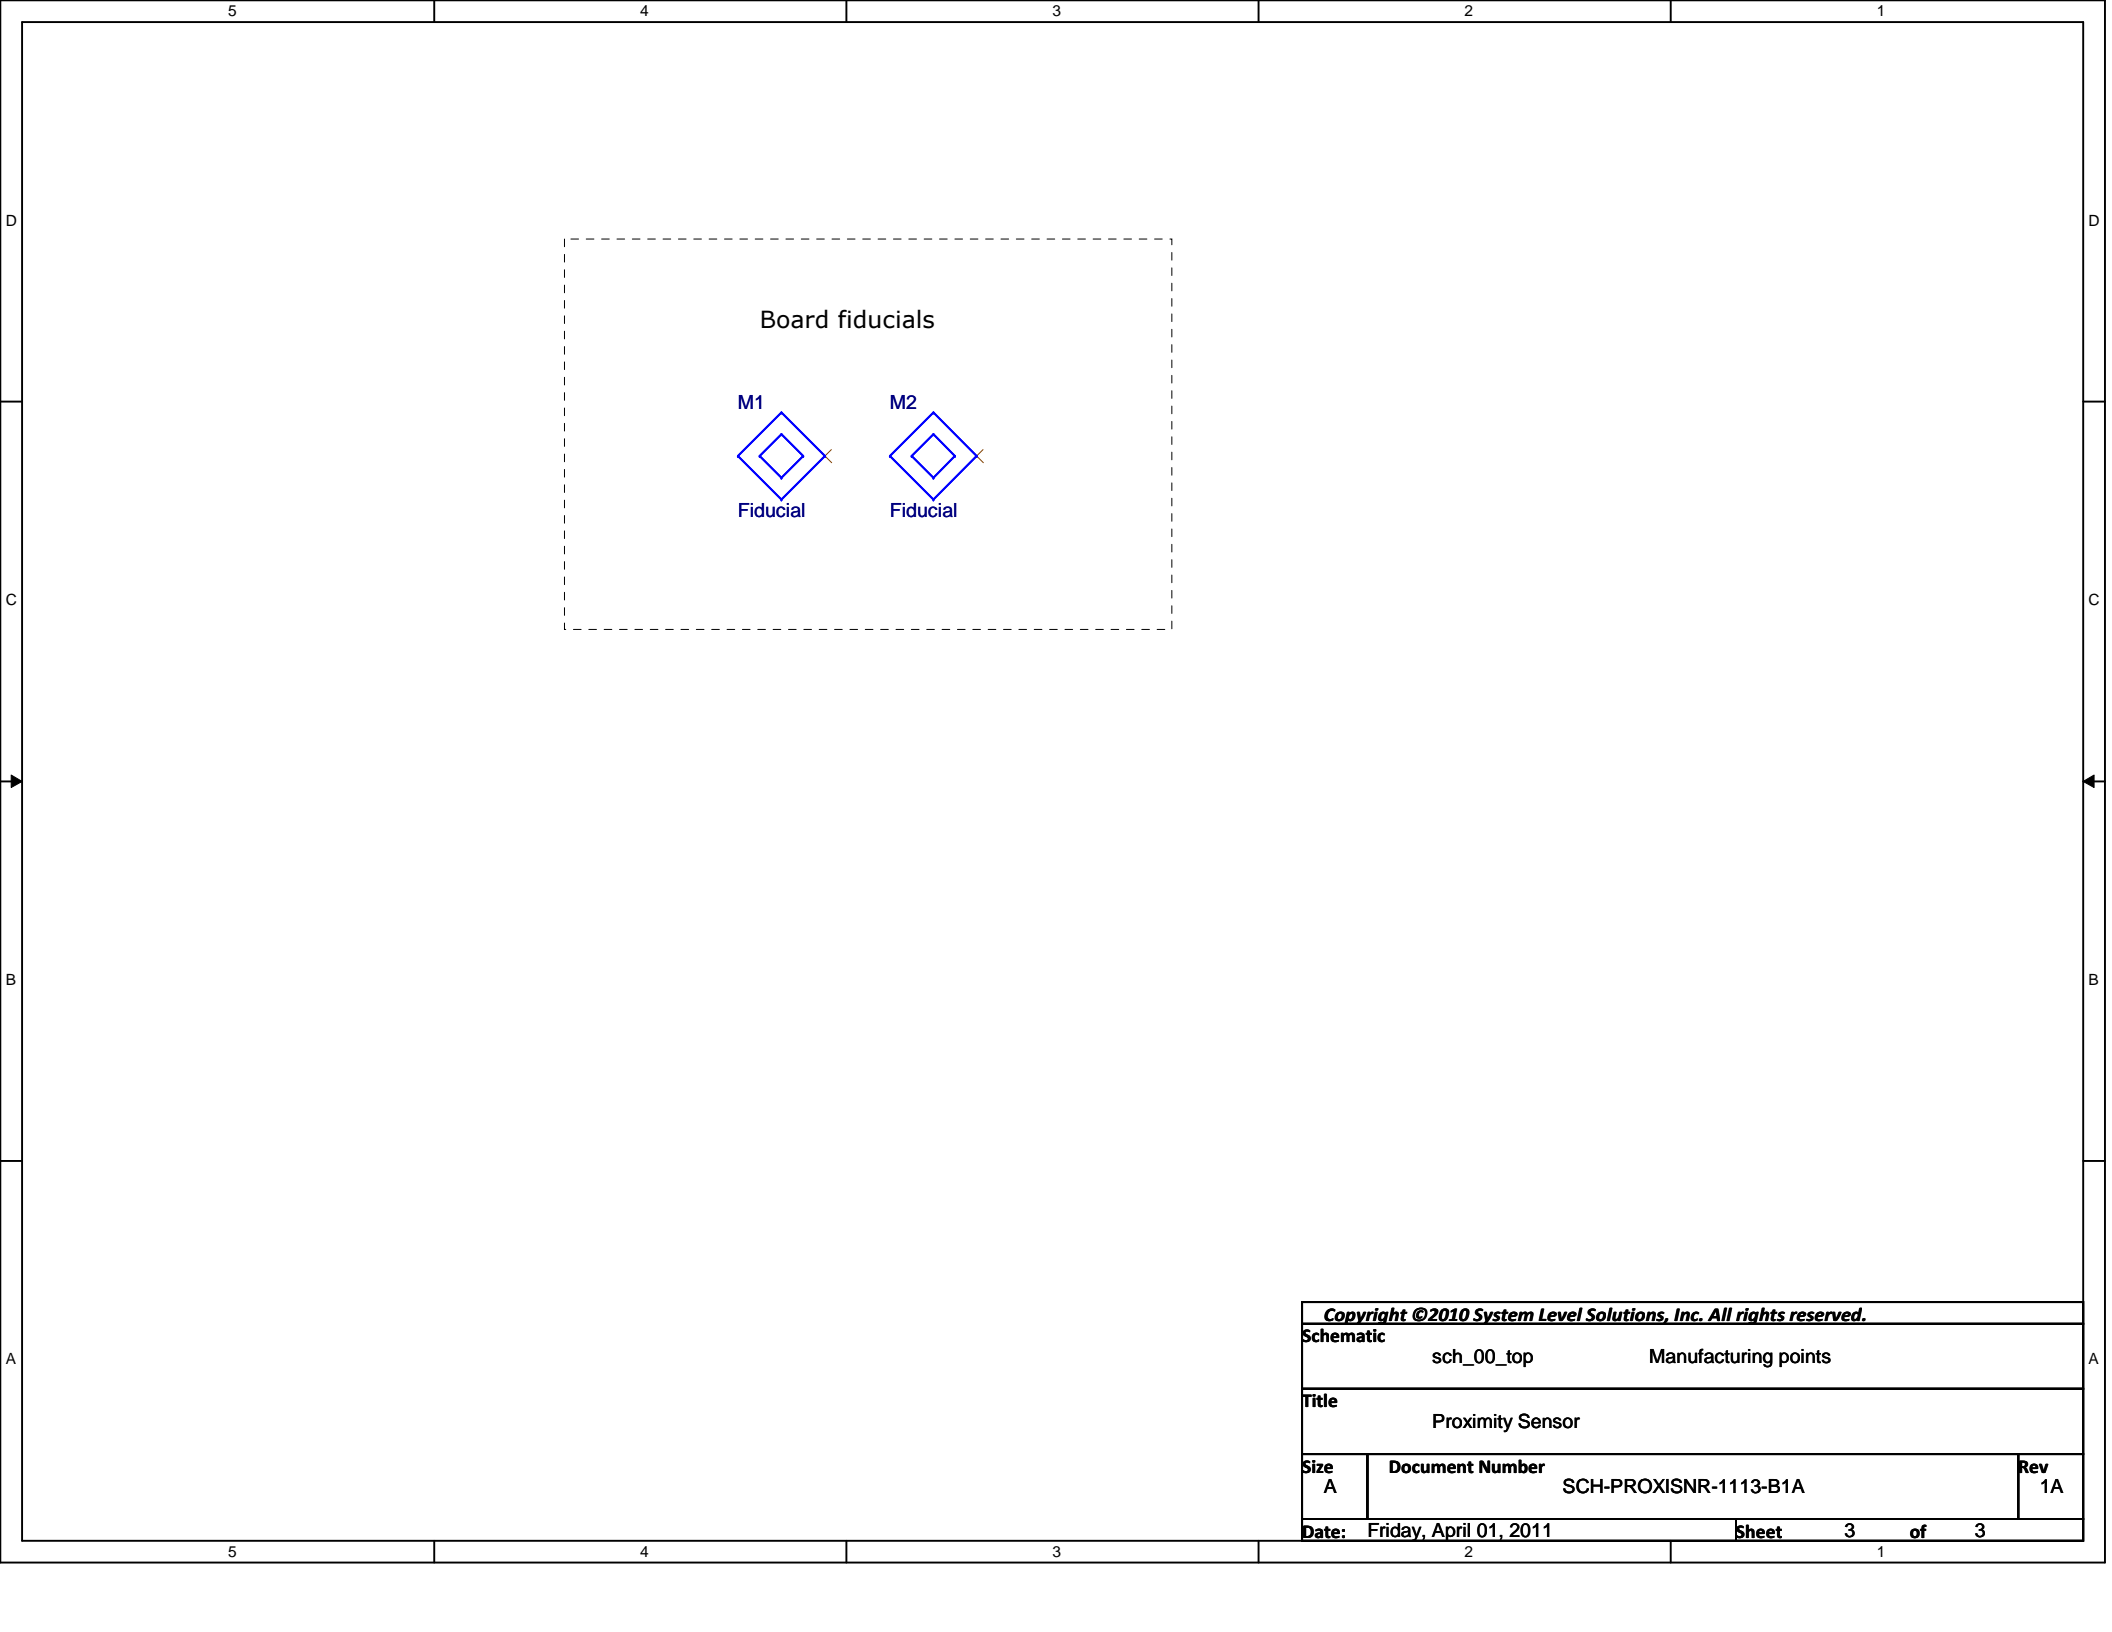 5 4 3 2 1
D D
Board fiducials
M1 M2
Fiducial Fiducial
C C
B B
Copyright ©2010 System Level Solutions, Inc. All rights reserved.
Schematic
sch_00_top Manufacturing points
A A
Title
Proximity Sensor
Size Document Number Rev
A SCH-PROXISNR-1113-B1A 1A
Date: Friday, April 01, 2011 Sheet 3 of 3
5 4 3 2 1